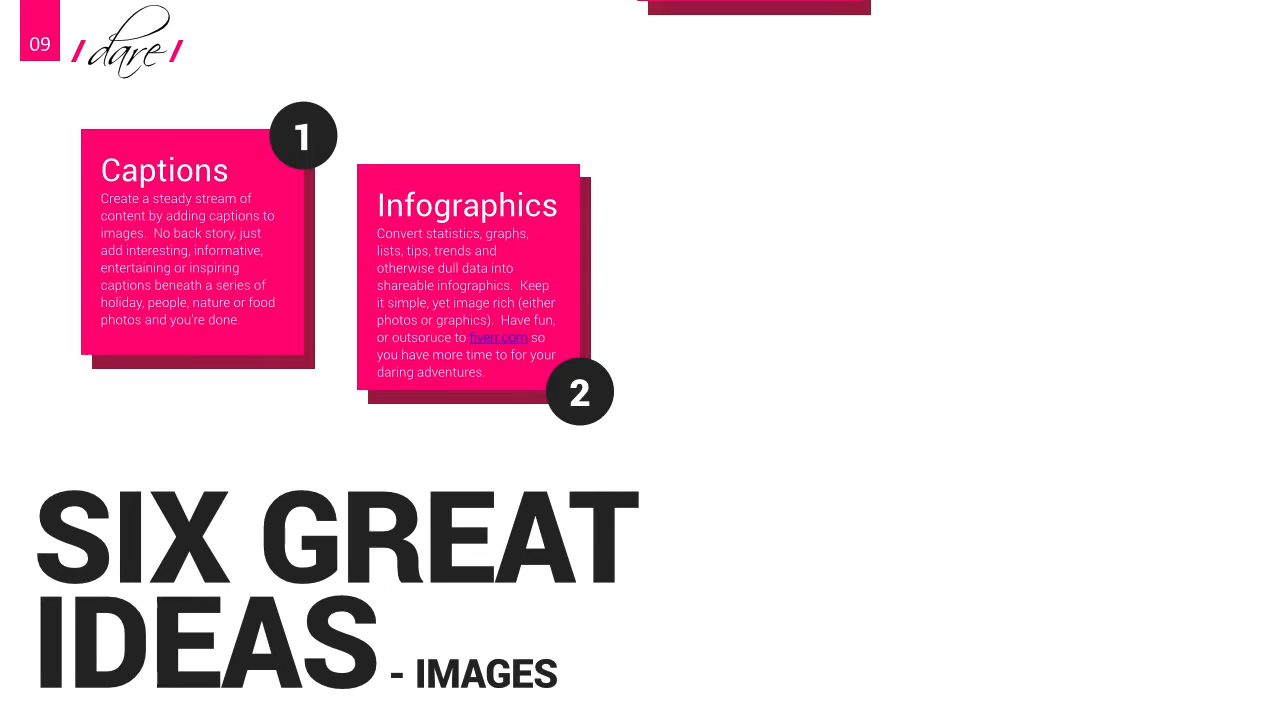 09
/dare/
1
Captions
Create a steady stream of
content by adding captions to
images.  No back story, just
add interesting, informative,
entertaining or inspiring
captions beneath a series of
holiday, people, nature or food
photos and you're done.
Infographics
Convert statistics, graphs,
lists, tips, trends and
otherwise dull data into
shareable infographics.  Keep
it simple, yet image rich (either
photos or graphics).  Have fun,
or outsoruce to fiverr.com so
you have more time to for your
daring adventures.
2
SIX GREAT
IDEAS - IMAGES